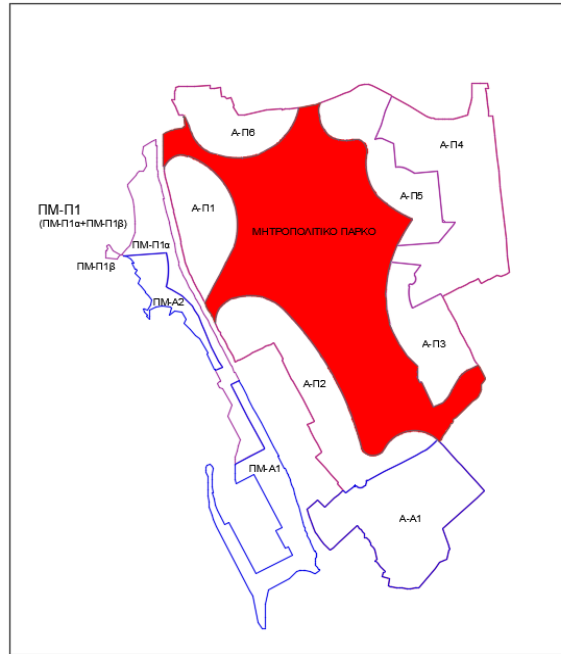 Α-Π6
Α-Π4
Α-Π5
Α-Π1
ΠΜ-Π1
(ΠΜ-Π1α+ΠΜ-Π1β)
ΜΗΤΡΟΠΟΛΙΤΙΚΟ ΠΑΡΚΟ
ΠΜ-Π1α
ΠΜ-Π1β
ΠΜ-Α2
Α-Π3
Α-Π2
ΠΜ-Α1
Α-Α1